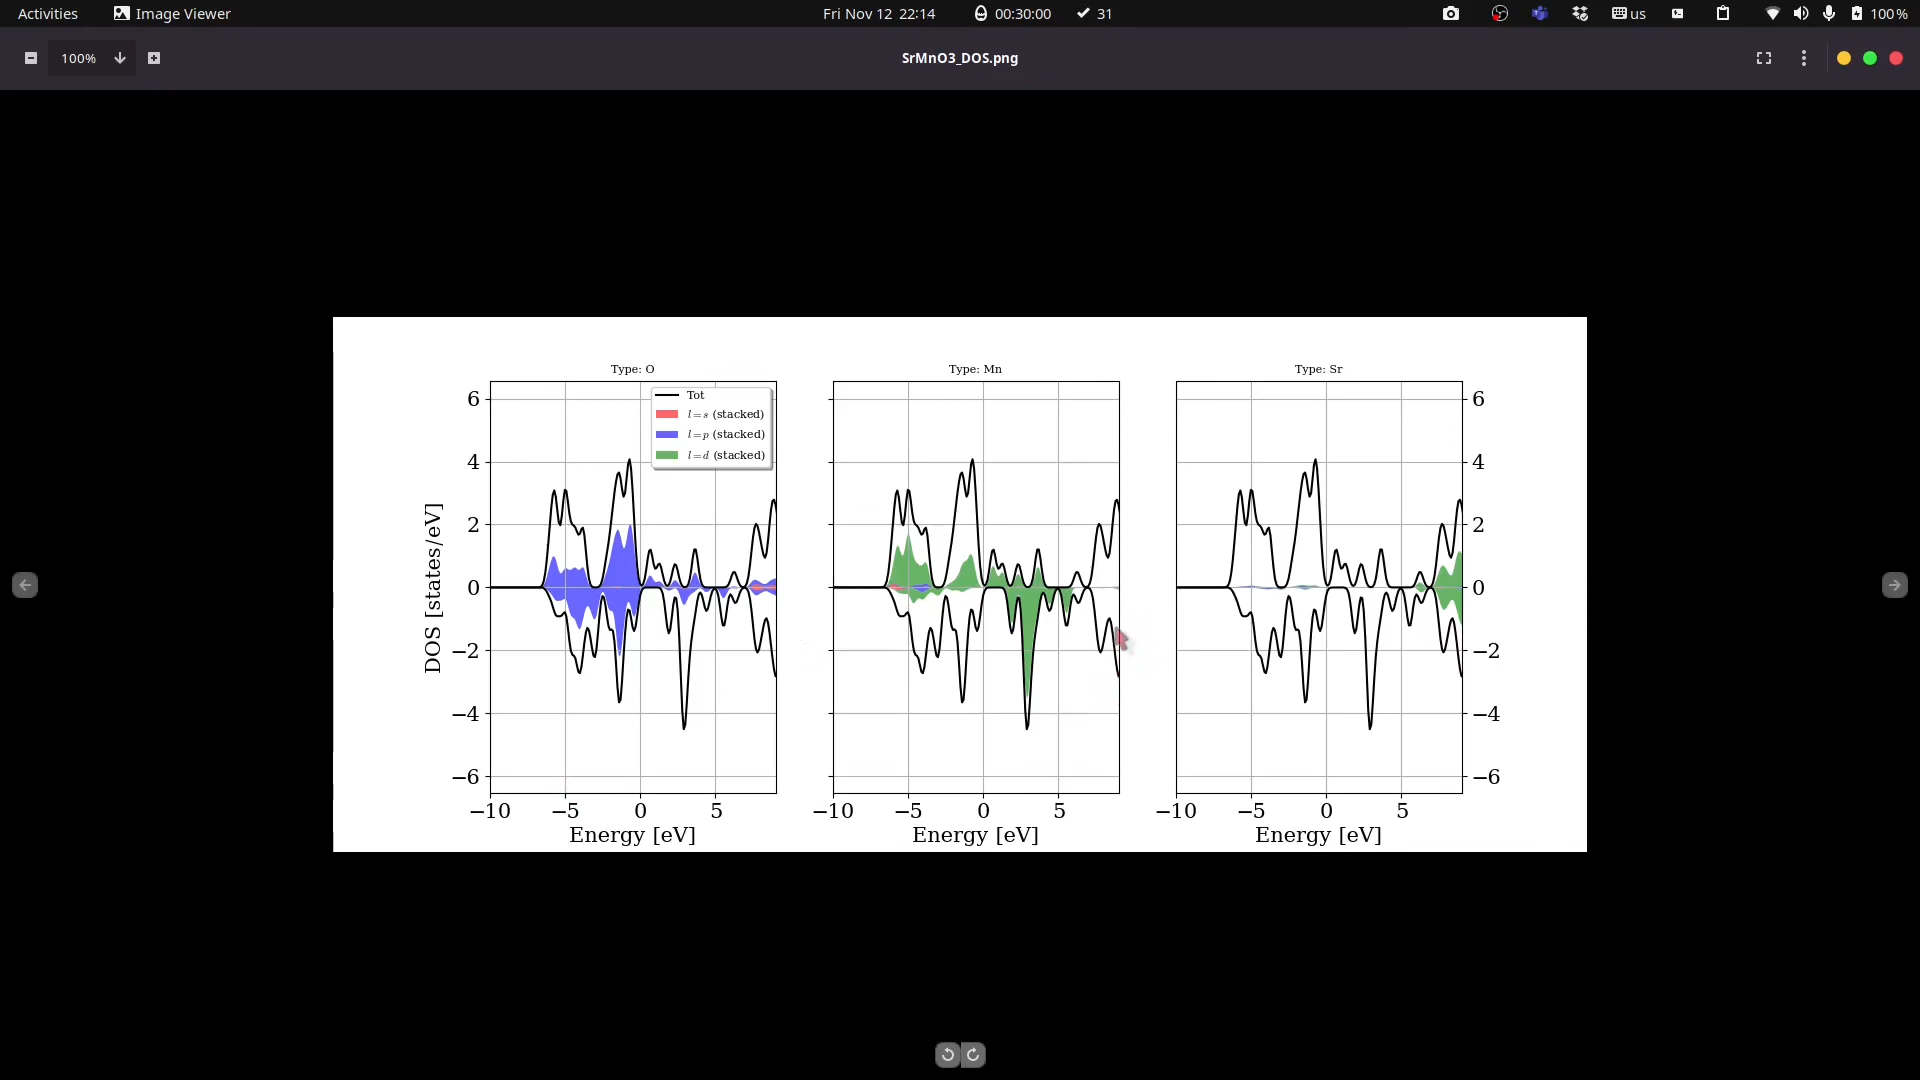 Activities Image Viewer Fri Nov 12 22:14 00:30:00 31 us 100%
100% SrMnO3_DOS.png
Type: O Type: Mn Type: Sr
Tot
l=s (stacked)
l=p (stacked)
l=d (stacked)
DOS [states/eV]
6 6
4 4
2 2
0 0
−2 −2
−4 −4
−6 −6
−10 −5 0 5 −10 −5 0 5 −10 −5 0 5
Energy [eV] Energy [eV] Energy [eV]